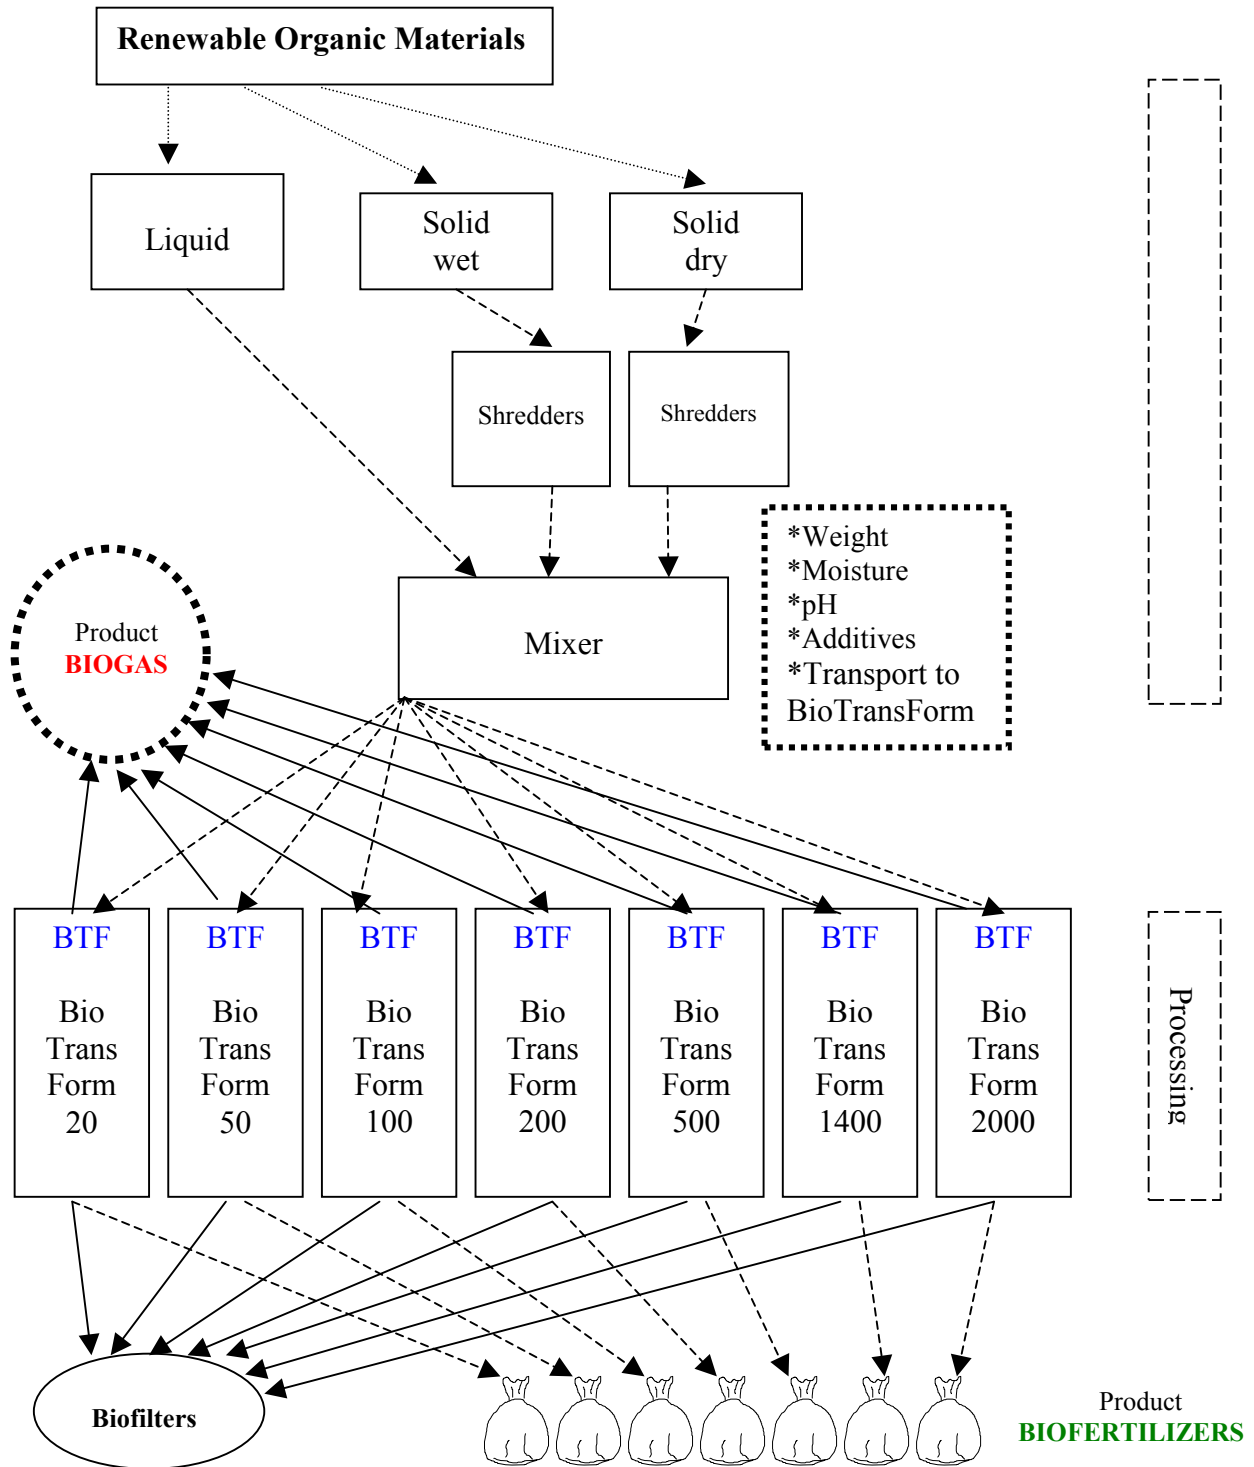 Renewable Organic Materials
Liquid
Solid
wet
Solid
dry
Shredders
Shredders
*Weight
*Moisture
*pH
*Additives
*Transport to
BioTransForm
Mixer
Product
BIOGAS
BTF
Bio
Trans
Form
20
BTF
Bio
Trans
Form
50
BTF
Bio
Trans
Form
100
BTF
Bio
Trans
Form
200
BTF
Bio
Trans
Form
500
BTF
Bio
Trans
Form
1400
BTF
Bio
Trans
Form
2000
Processing
Biofilters
Product
BIOFERTILIZERS